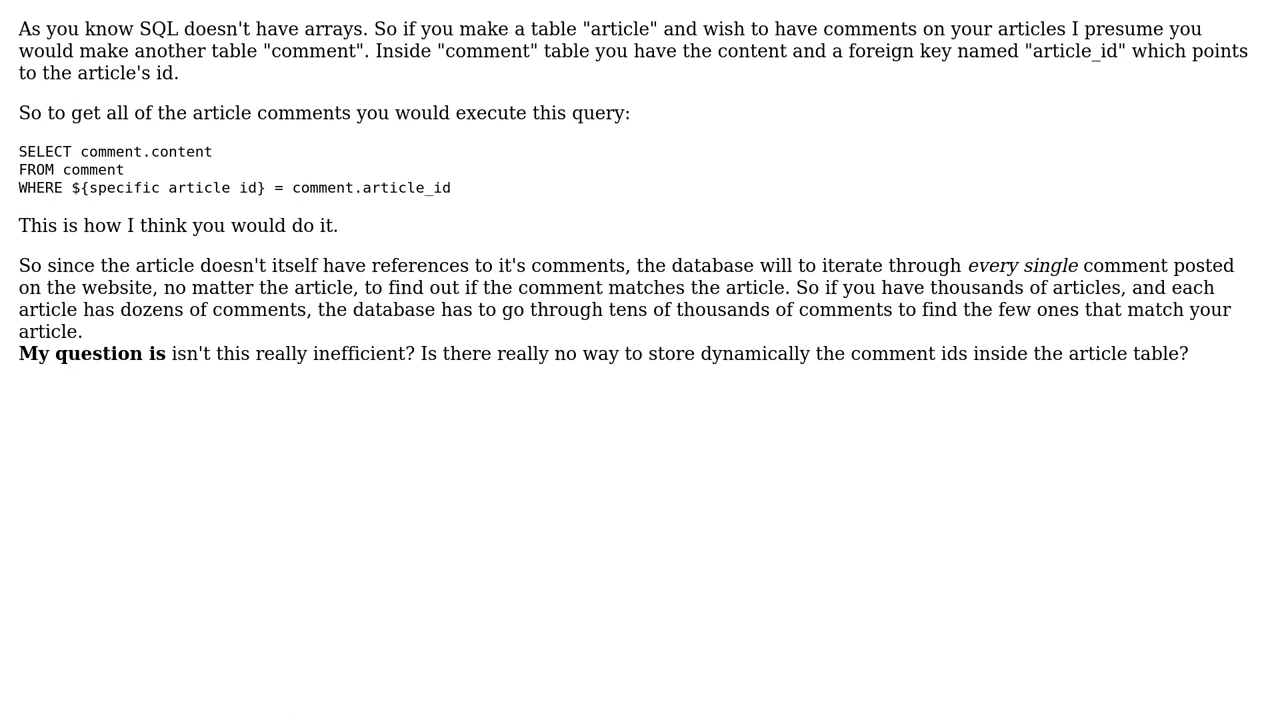 As you know SQL doesn't have arrays. So if you make a table "article" and wish to have comments on your articles I presume you
would make another table "comment". Inside "comment" table you have the content and a foreign key named "article_id" which points
to the article's id.
So to get all of the article comments you would execute this query:
SELECT comment.content
FROM comment
WHERE ${specific article id} = comment.article_id
This is how I think you would do it.
So since the article doesn't itself have references to it's comments, the database will to iterate through every single comment posted
on the website, no matter the article, to find out if the comment matches the article. So if you have thousands of articles, and each
article has dozens of comments, the database has to go through tens of thousands of comments to find the few ones that match your
article.
My question is isn't this really inefficient? Is there really no way to store dynamically the comment ids inside the article table?